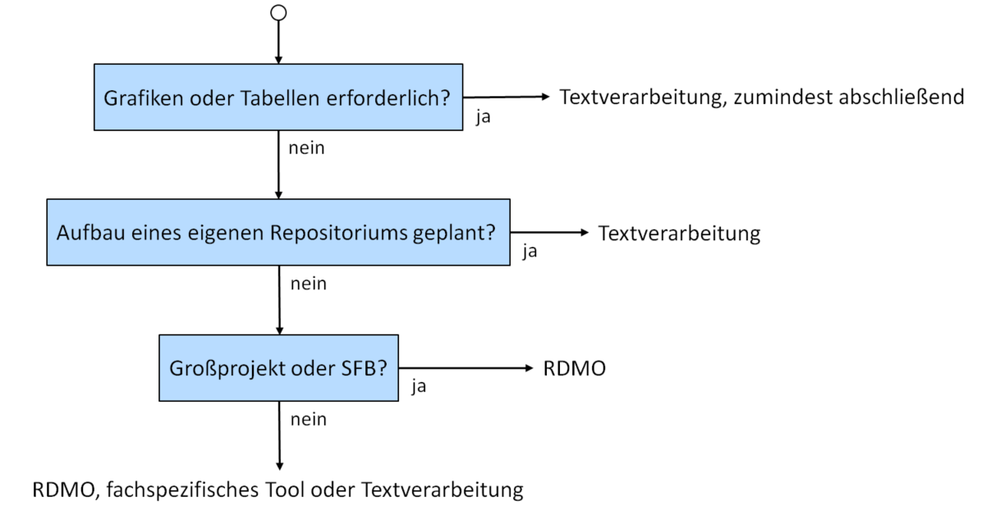 Grafiken oder Tabellen erforderlich?
Textverarbeitung, zumindest abschließend
ja
nein
Aufbau eines eigenen Repositoriums geplant?
Textverarbeitung
ja
nein
Großprojekt oder SFB?
RDMO
ja
nein
RDMO, fachspezifisches Tool oder Textverarbeitung